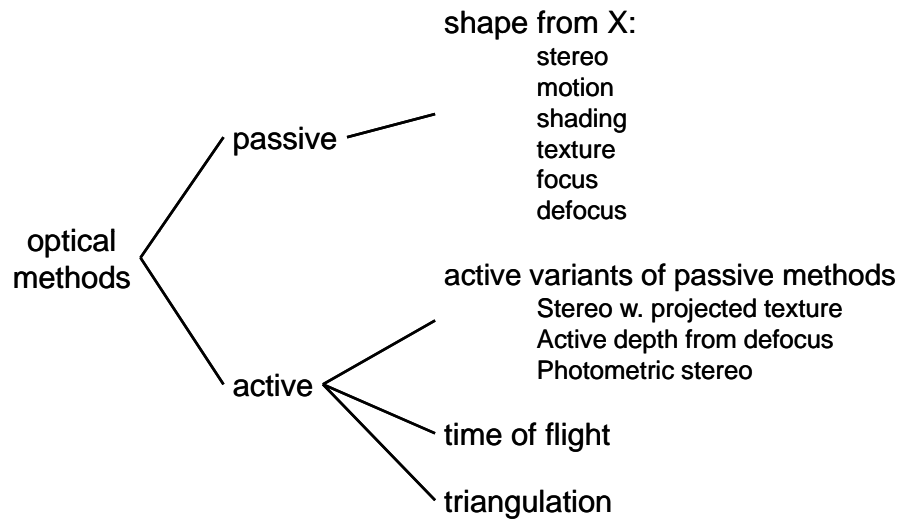 shape from X:
stereo
motion
shading
texture
focus
defocus
passive
optical
methods
active variants of passive methods
Stereo w. projected texture
Active depth from defocus
Photometric stereo
active
time of flight
triangulation